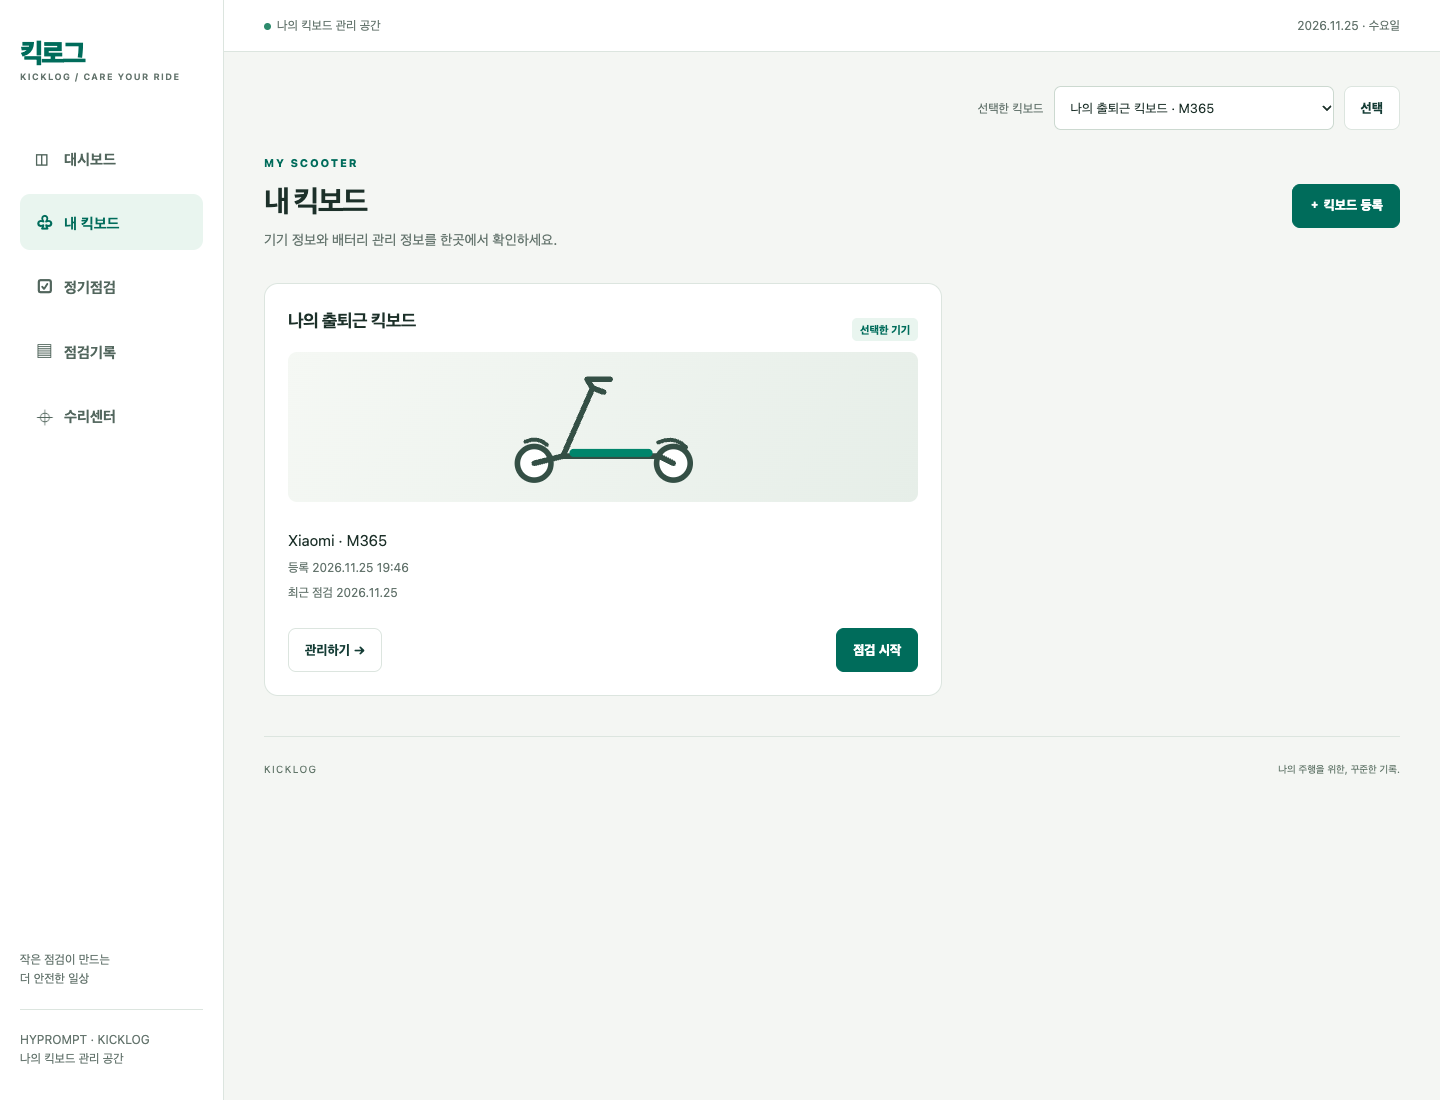 킥로그
KICKLOG / CARE YOUR RIDE
대시보드
내 킥보드
정기점검
점검기록
수리센터
작은 점검이 만드는
더 안전한 일상
HYPROMPT · KICKLOG
나의 킥보드 관리 공간
나의 킥보드 관리 공간
2026.11.25 · 수요일
선택한 킥보드
나의 출퇴근 킥보드 · M365
선택
MY SCOOTER
내 킥보드
기기 정보와 배터리 관리 정보를 한곳에서 확인하세요.
+ 킥보드 등록
나의 출퇴근 킥보드
선택한 기기
Xiaomi · M365
등록 2026.11.25 19:46
최근 점검 2026.11.25
관리하기 →
점검 시작
KICKLOG
나의 주행을 위한, 꾸준한 기록.